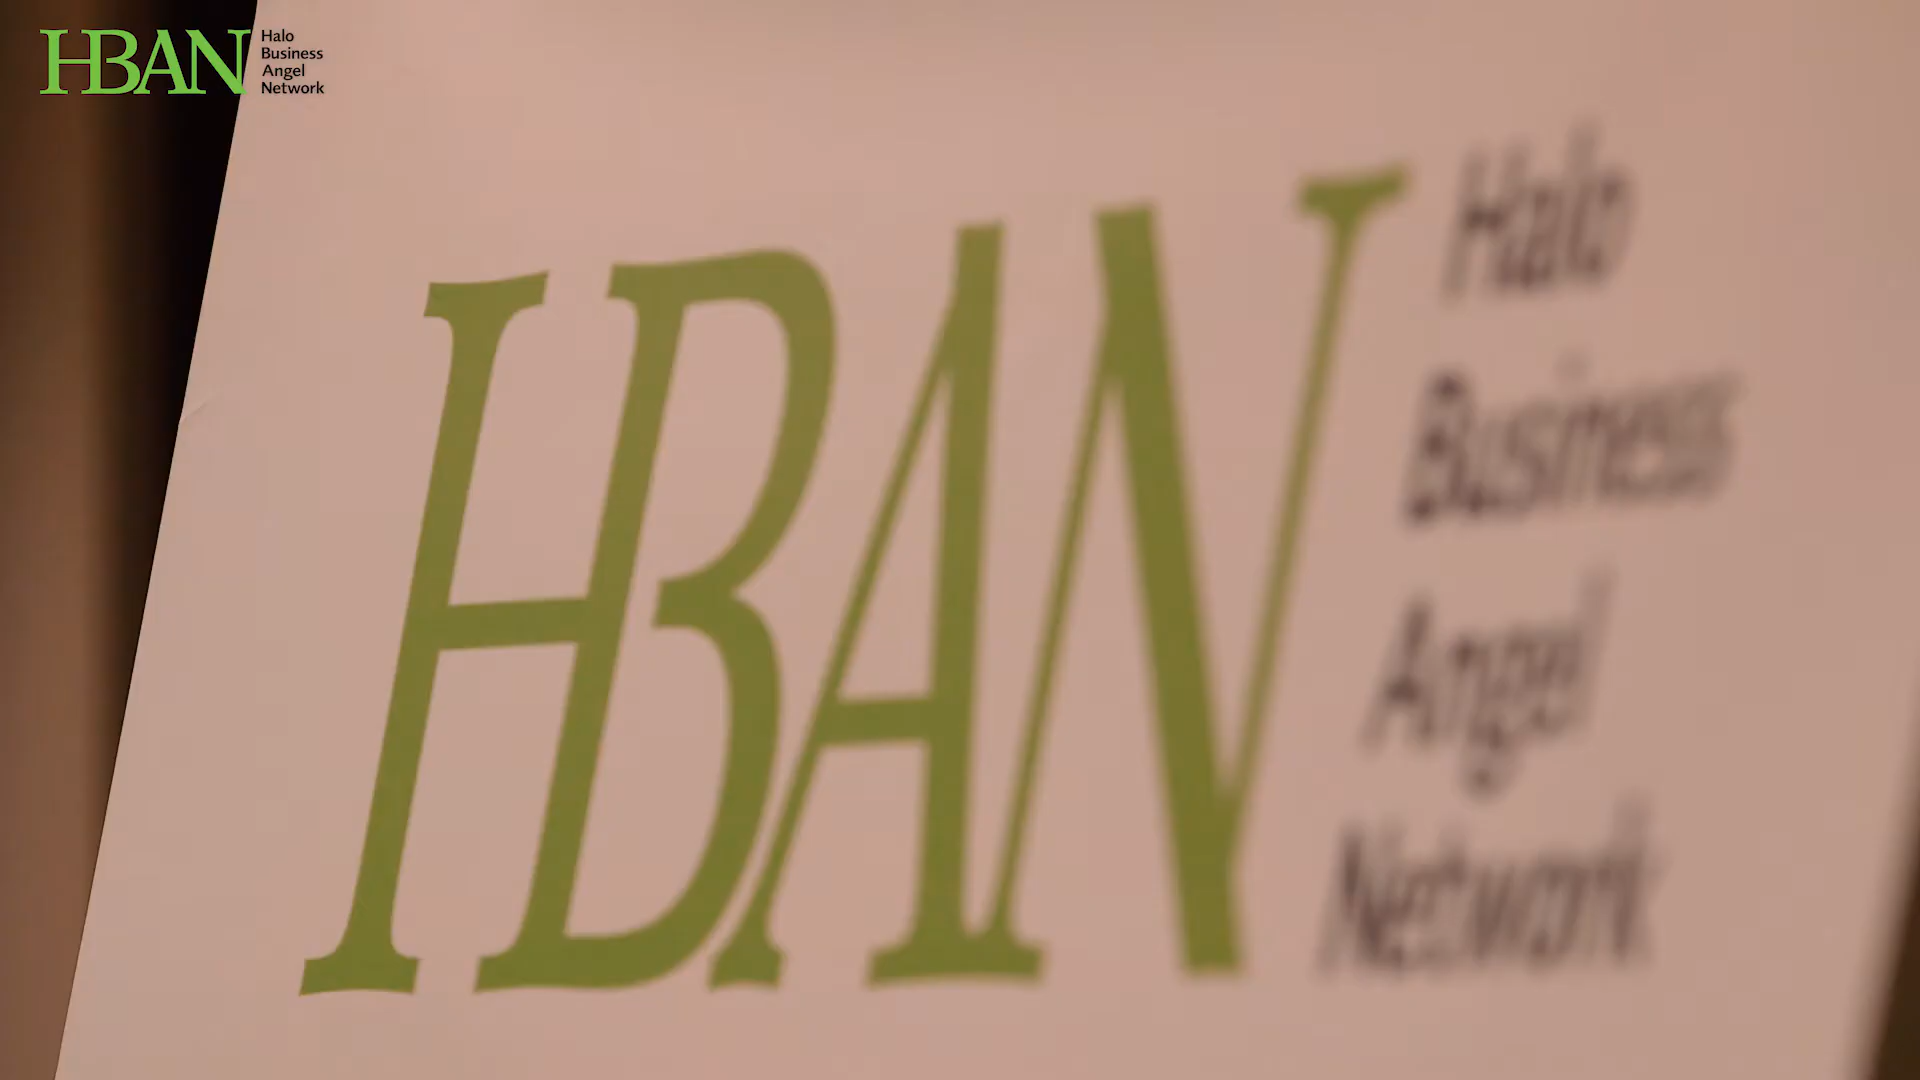 HBAN
Halo
Business
Angel
Network
HBAN
Halo
Business
Angel
Network